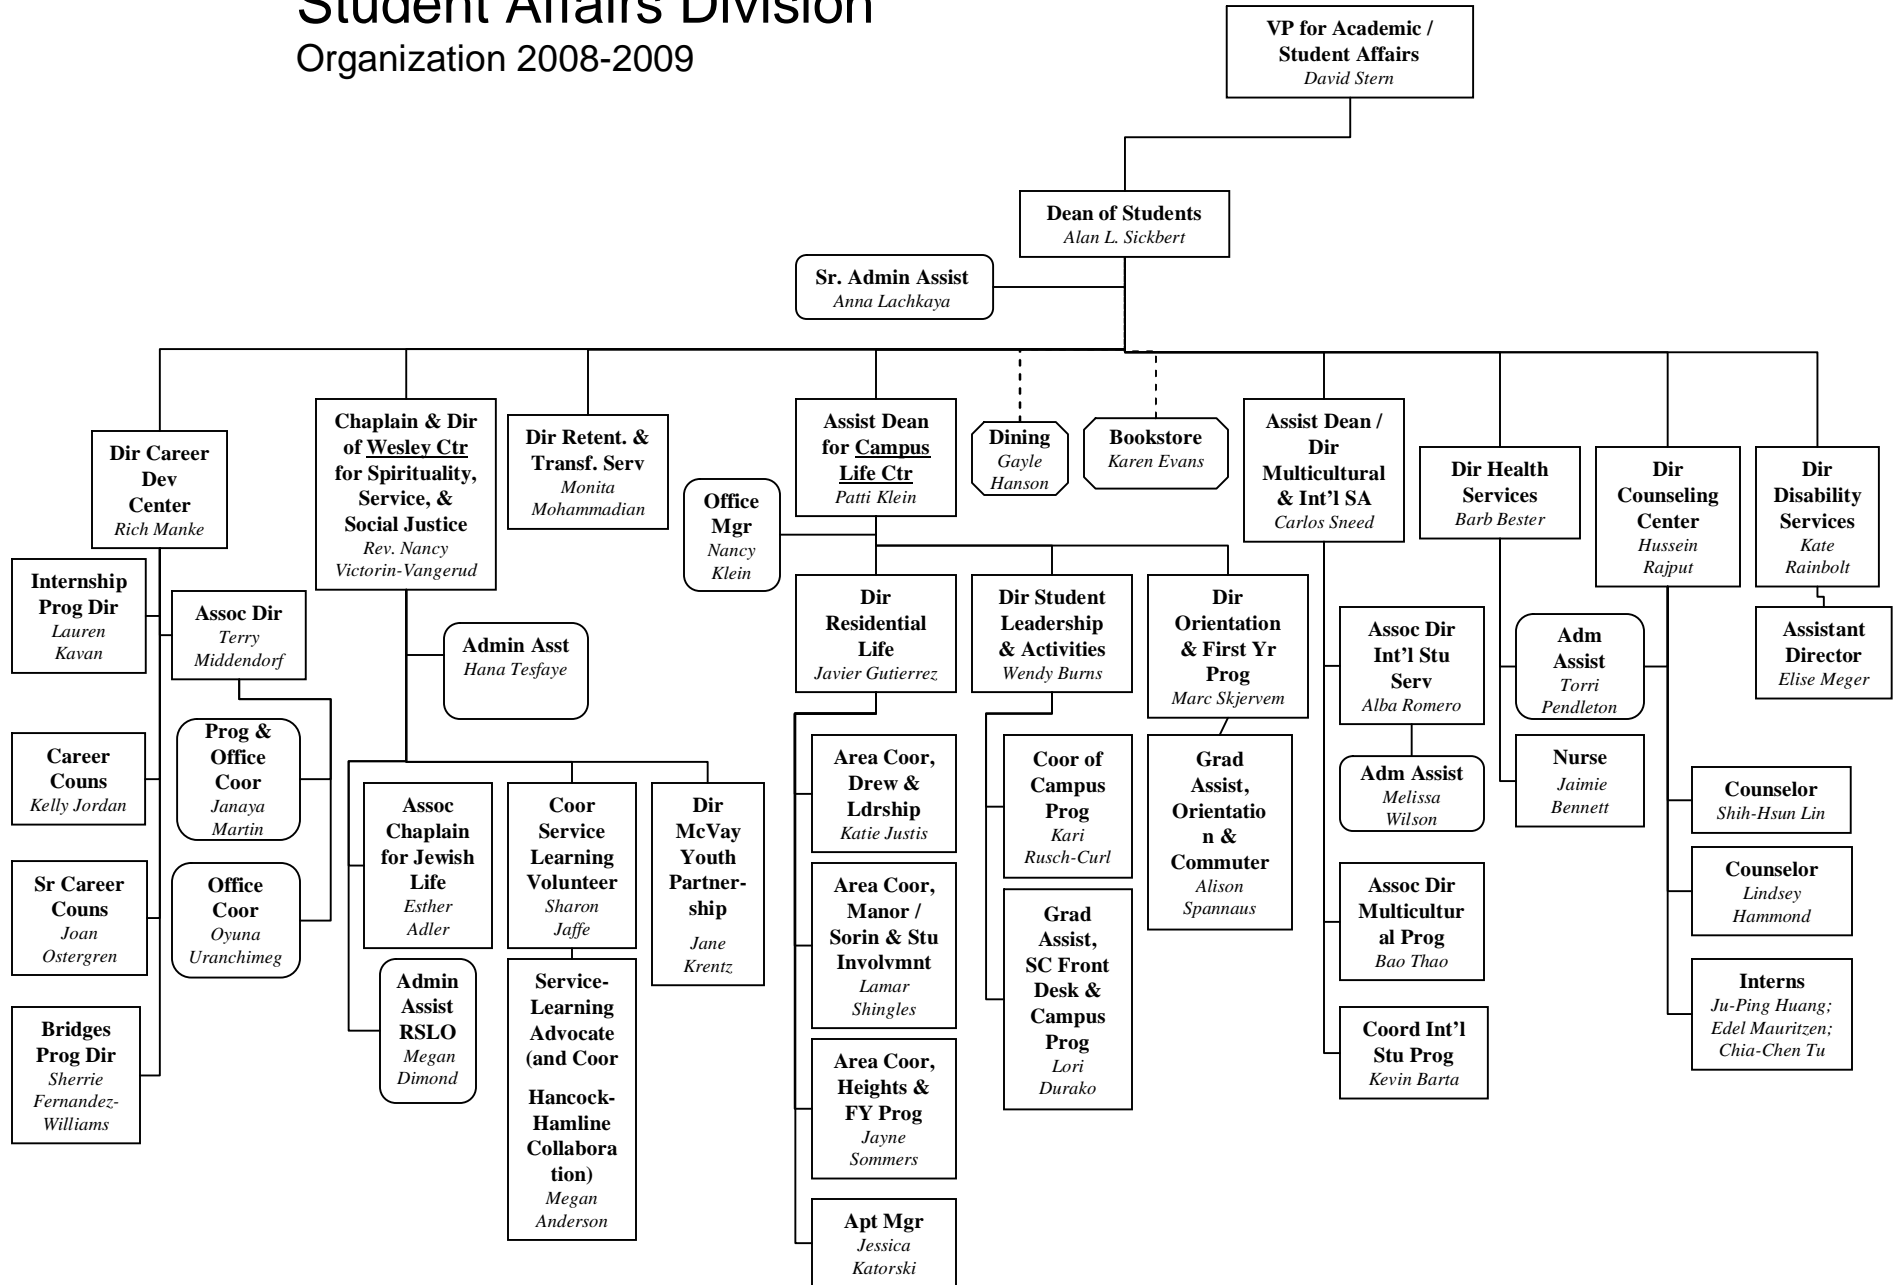 Student Affairs Division
Organization 2008-2009
VP for Academic /
Student Affairs
David Stern
Dean of Students
Alan L. Sickbert
Sr. Admin Assist
Anna Lachkaya
Dir Career
Dev
Center
Rich Manke
Chaplain & Dir
of Wesley Ctr
for Spirituality,
Service, &
Social Justice
Rev. Nancy
Victorin-Vangerud
Dir Retent. &
Transf. Serv
Monita
Mohammadian
Assist Dean
for Campus
Life Ctr
Patti Klein
Dining
Gayle
Hanson
Bookstore
Karen Evans
Assist Dean /
Dir
Multicultural
& Int'l SA
Carlos Sneed
Dir Health
Services
Barb Bester
Dir
Counseling
Center
Hussein
Rajput
Dir
Disability
Services
Kate
Rainbolt
Office
Mgr
Nancy
Klein
Internship
Prog Dir
Lauren
Kavan
Assoc Dir
Terry
Middendorf
Admin Asst
Hana Tesfaye
Dir
Residential
Life
Javier Gutierrez
Dir Student
Leadership
& Activities
Wendy Burns
Dir
Orientation
& First Yr
Prog
Marc Skjervem
Assoc Dir
Int'l Stu
Serv
Alba Romero
Adm
Assist
Torri
Pendleton
Assistant
Director
Elise Meger
Career
Couns
Kelly Jordan
Prog &
Office
Coor
Janaya
Martin
Assoc
Chaplain
for Jewish
Life
Esther
Adler
Coor
Service
Learning
Volunteer
Sharon
Jaffe
Dir
McVay
Youth
Partner-
ship
Jane
Krentz
Area Coor,
Drew &
Ldrship
Katie Justis
Coor of
Campus
Prog
Kari
Rusch-Curl
Grad
Assist,
Orientatio
n &
Commuter
Alison
Spannaus
Adm Assist
Melissa
Wilson
Nurse
Jaimie
Bennett
Counselor
Shih-Hsun Lin
Sr Career
Couns
Joan
Ostergren
Office
Coor
Oyuna
Uranchimeg
Area Coor,
Manor /
Sorin & Stu
Involvmnt
Lamar
Shingles
Grad
Assist,
SC Front
Desk &
Campus
Prog
Lori
Durako
Assoc Dir
Multicultur
al Prog
Bao Thao
Counselor
Lindsey
Hammond
Admin
Assist
RSLO
Megan
Dimond
Service-
Learning
Advocate
(and Coor
Hancock-
Hamline
Collabora
tion)
Megan
Anderson
Interns
Ju-Ping Huang;
Edel Mauritzen;
Chia-Chen Tu
Bridges
Prog Dir
Sherrie
Fernandez-
Williams
Area Coor,
Heights &
FY Prog
Jayne
Sommers
Coord Int'l
Stu Prog
Kevin Barta
Apt Mgr
Jessica
Katorski